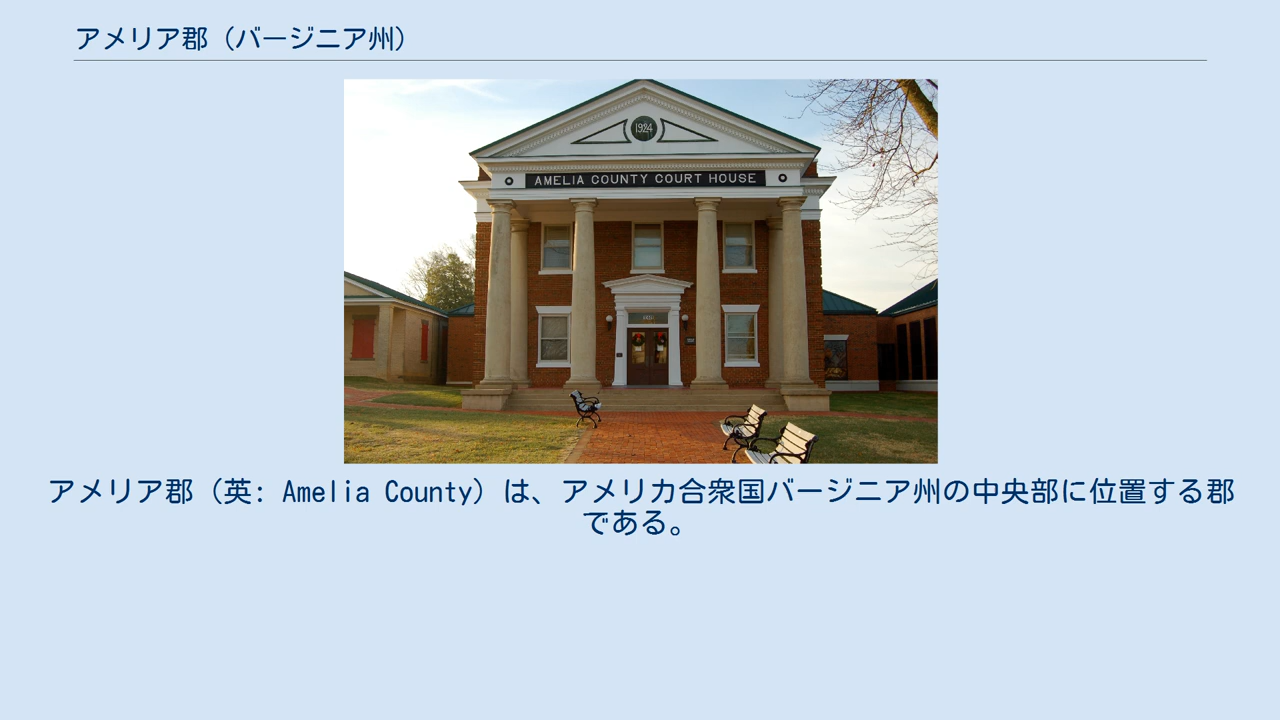 アメリア郡（バージニア州）
1924
AMELIA COUNTY COURT HOUSE
アメリア郡（英: Amelia County）は、アメリカ合衆国バージニア州の中央部に位置する郡
である。